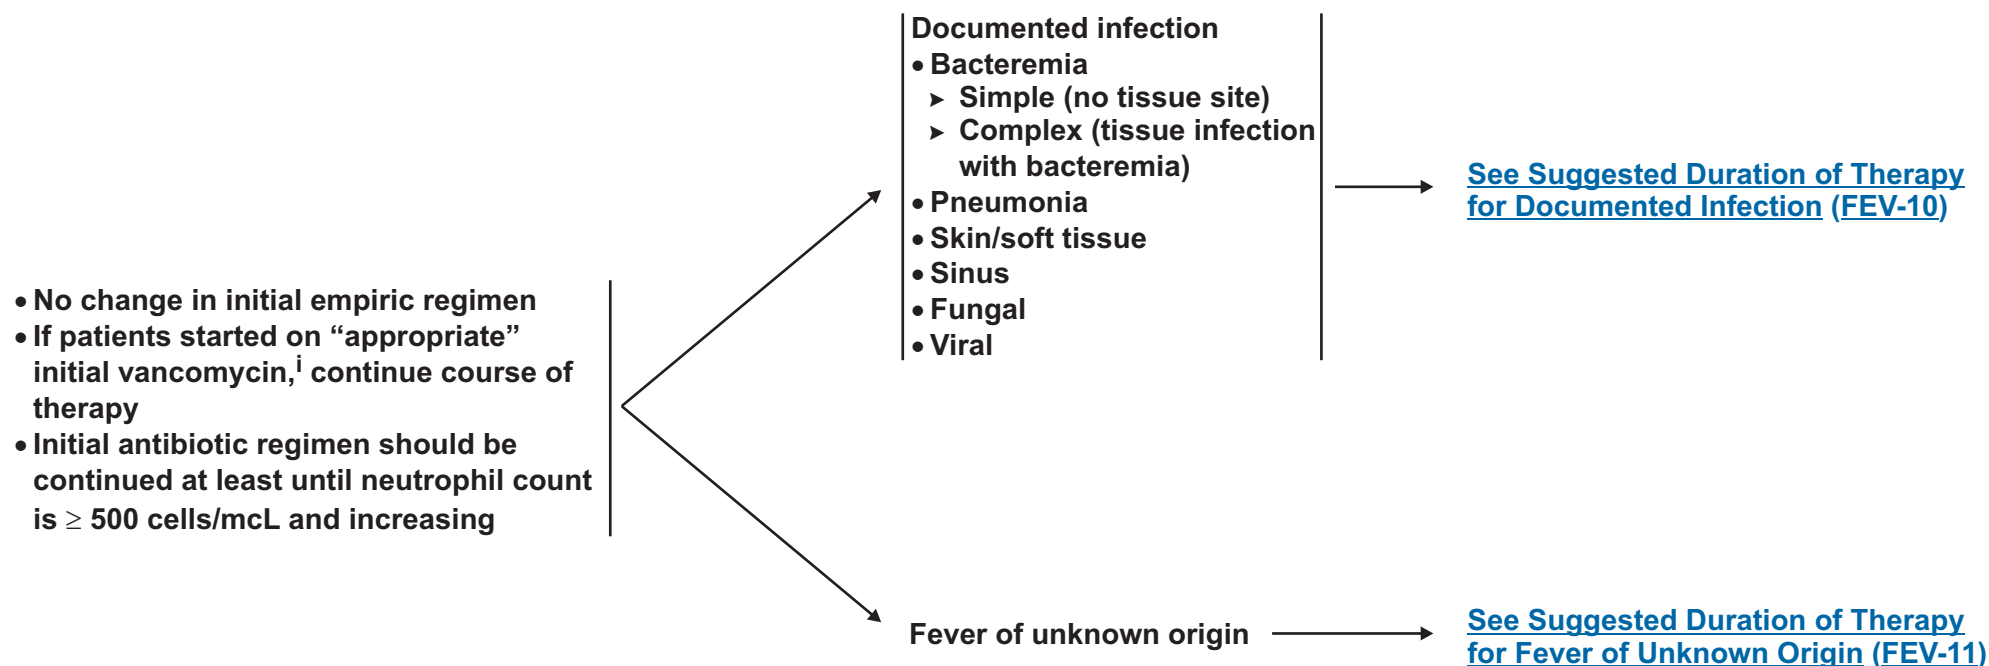 • No change in initial empiric regimen
• If patients started on “appropriate”
initial vancomycin,i continue course of
therapy
• Initial antibiotic regimen should be
continued at least until neutrophil count
is ≥ 500 cells/mcL and increasing
Documented infection
• Bacteremia
➤ Simple (no tissue site)
➤ Complex (tissue infection
with bacteremia)
• Pneumonia
• Skin/soft tissue
• Sinus
• Fungal
• Viral
See Suggested Duration of Therapy
for Documented Infection (FEV-10)
Fever of unknown origin
See Suggested Duration of Therapy
for Fever of Unknown Origin (FEV-11)